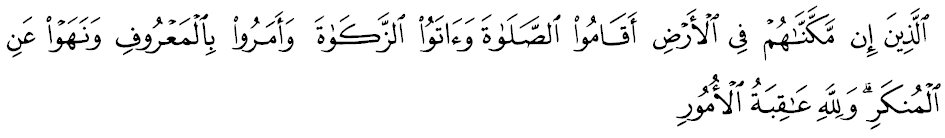 ٱلَّذِينَ إِن مَّكَّنَّٰهُمۡ فِي ٱلۡأَرۡضِ أَقَامُواْ ٱلصَّلَوٰةَ وَءَاتَوُاْ ٱلزَّكَوٰةَ وَأَمَرُواْ بِٱلۡمَعۡرُوفِ وَنَهَوۡاْ عَنِ
ٱلۡمُنكَرِۗ وَلِلَّهِ عَٰقِبَةُ ٱلۡأُمُورِ